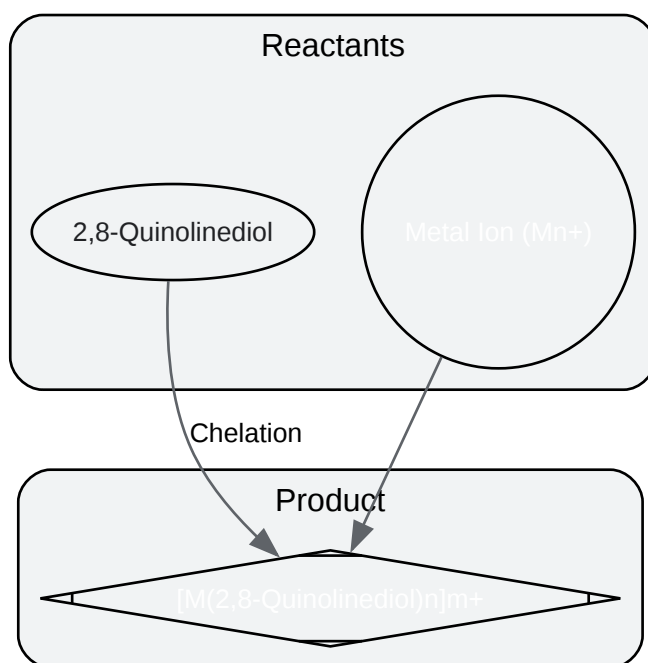 Reactants
2,8-Quinolinediol
Metal Ion (Mn+)
Chelation
Product
[M(2,8-Quinolinediol)n]m+